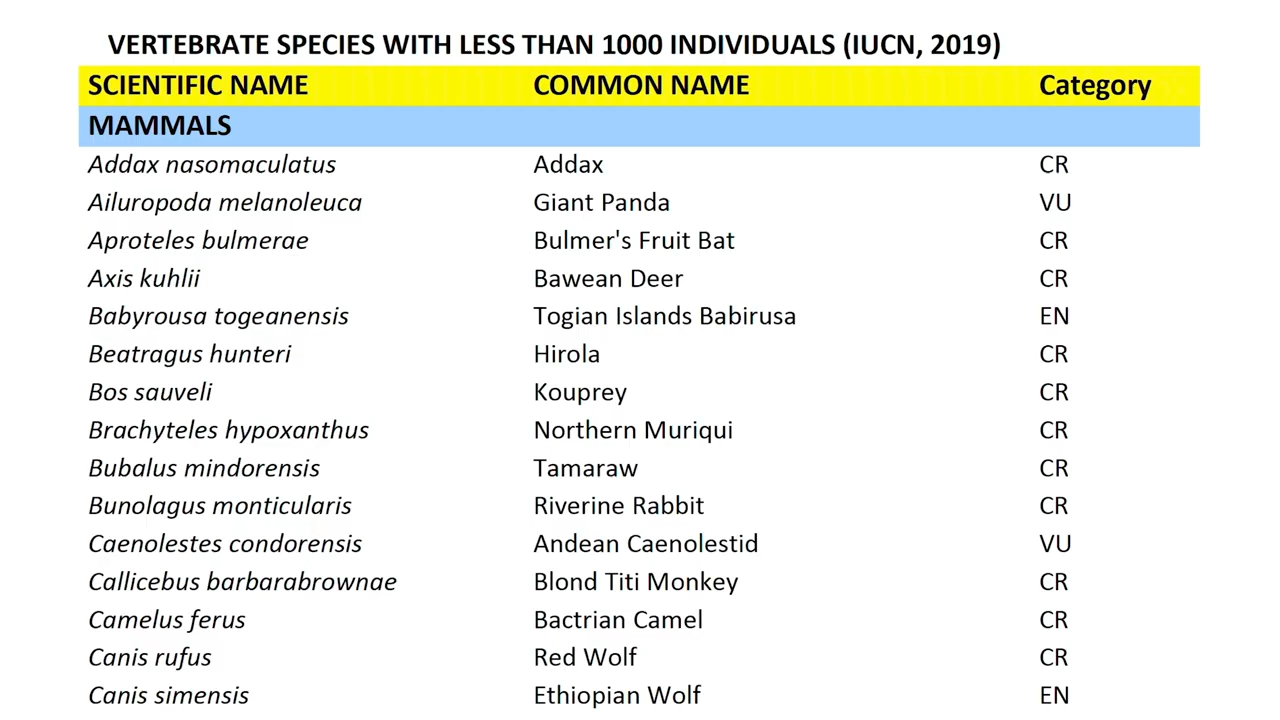 VERTEBRATE SPECIES WITH LESS THAN 1000 INDIVIDUALS (IUCN, 2019)
SCIENTIFIC NAME COMMON NAME Category
MAMMALS
Addax nasomaculatus Addax CR
Ailuropoda melanoleuca Giant Panda VU
Aproteles bulmerae Bulmer's Fruit Bat CR
Axis kuhlii Bawean Deer CR
Babyrousa togeanensis Togian Islands Babirusa EN
Beatragus hunteri Hirola CR
Bos sauveli Kouprey CR
Brachyteles hypoxanthus Northern Muriqui CR
Bubalus mindorensis Tamaraw CR
Bunolagus monticularis Riverine Rabbit CR
Caenolestes condorensis Andean Caenolestid VU
Callicebus barbarabrownae Blond Titi Monkey CR
Camelus ferus Bactrian Camel CR
Canis rufus Red Wolf CR
Canis simensis Ethiopian Wolf EN